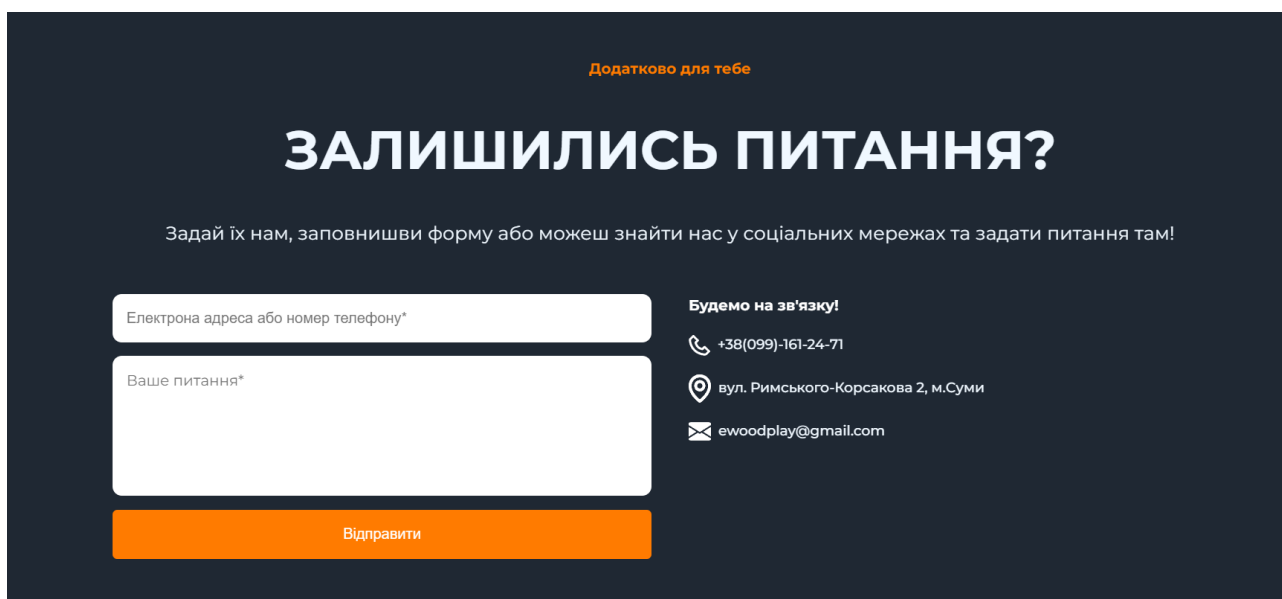 Додатково для тебе
ЗАЛИШИЛИСЬ ПИТАННЯ?
Задай їх нам, заповнишви форму або можеш знайти нас у соціальних мережах та задати питання там!
Електрона адреса або номер телефону*
Ваше питання*
Відправити
Будемо на зв'язку!
+38(099)-161-24-71
вул. Римського-Корсакова 2, м.Суми
ewoodplay@gmail.com